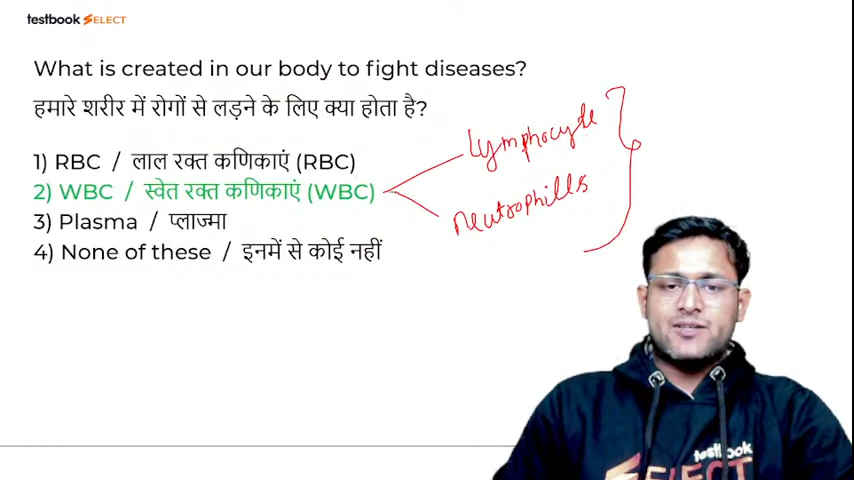 testbook SELECT
What is created in our body to fight diseases?
हमारे शरीर में रोगों से लड़ने के लिए क्या होता है?
1) RBC / लाल रक्त कणिकाएं (RBC)
2) WBC / स्वेत रक्त कणिकाएं (WBC)
3) Plasma / प्लाज्मा
4) None of these / इनमें से कोई नहीं
Lymphocyte
neutrophills
testbook
SELECT